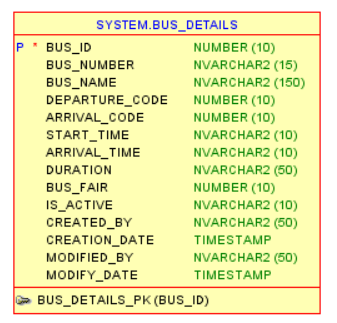 SYSTEM.BUS_DETAILS
P * BUS_ID NUMBER (10)
BUS_NUMBER NVARCHAR2 (15)
BUS_NAME NVARCHAR2 (150)
DEPARTURE_CODE NUMBER (10)
ARRIVAL_CODE NUMBER (10)
START_TIME NVARCHAR2 (10)
ARRIVAL_TIME NVARCHAR2 (10)
DURATION NVARCHAR2 (50)
BUS_FAIR NUMBER (10)
IS_ACTIVE NVARCHAR2 (10)
CREATED_BY NVARCHAR2 (50)
CREATION_DATE TIMESTAMP
MODIFIED_BY NVARCHAR2 (50)
MODIFY_DATE TIMESTAMP
BUS_DETAILS_PK (BUS_ID)